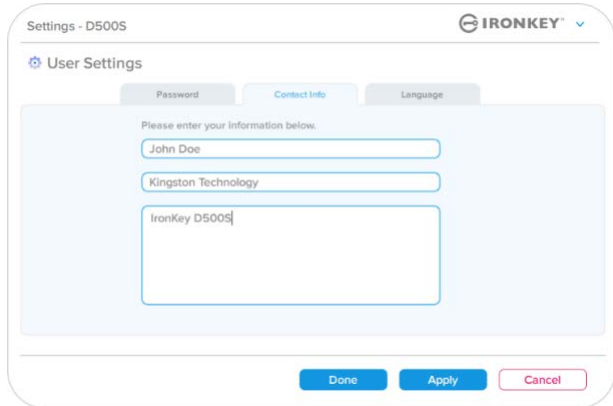 Settings - D500S
IRONKEY™
User Settings
Password
Contact Info
Language
Please enter your information below.
John Doe
Kingston Technology
IronKey D500S
Done
Apply
Cancel